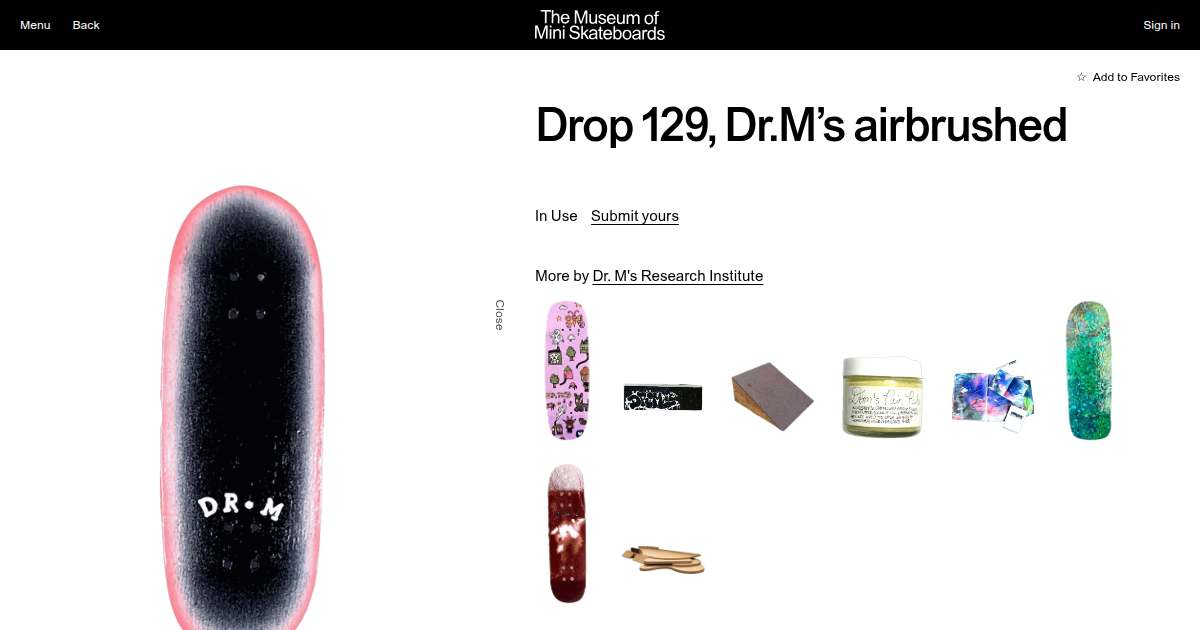 Menu
Back
The Museum of
Mini Skateboards
Sign in
☆ Add to Favorites
Drop 129, Dr.M’s airbrushed
In Use
Submit yours
More by Dr. M's Research Institute
Close
DR•M